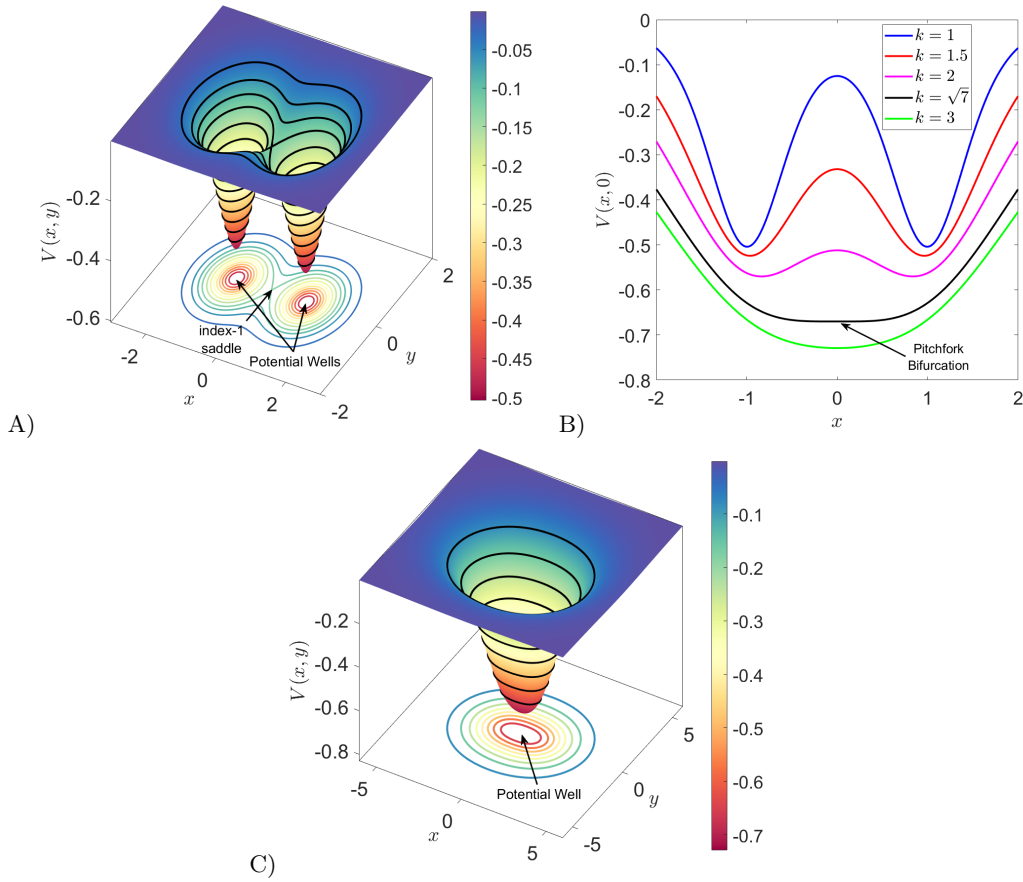 -0.05
-0.1
-0.15
-0.2
-0.25
-0.3
-0.35
-0.4
-0.45
-0.5
V(x, y)
-0.2
-0.4
-0.6
-2
0
2
x
-2
0
2
y
index-1
saddle
Potential Wells
A)
0
-0.1
-0.2
-0.3
-0.4
-0.5
-0.6
-0.7
-0.8
V(x, 0)
k = 1
k = 1.5
k = 2
k = √7
k = 3
Pitchfork
Bifurcation
-2
-1
0
1
2
x
B)
-0.1
-0.2
-0.3
-0.4
-0.5
-0.6
-0.7
V(x, y)
-0.2
-0.4
-0.6
-0.8
-5
0
5
x
-5
0
5
y
Potential Well
C)